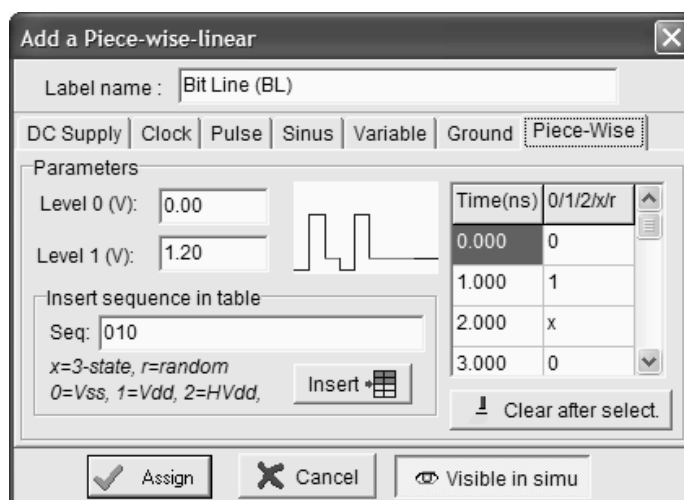 Add a Piece-wise-linear
Label name : Bit Line (BL)
DC Supply Clock Pulse Sinus Variable Ground Piece-Wise
Parameters
Level 0 (V): 0.00
Level 1 (V): 1.20
Insert sequence in table
Seq: 010
x=3-state, r=random
0=Vss, 1=Vdd, 2=HVdd,
Insert
Time(ns) 0/1/2/x/r
0.000 0
1.000 1
2.000 x
3.000 0
Clear after select.
Assign Cancel Visible in simu